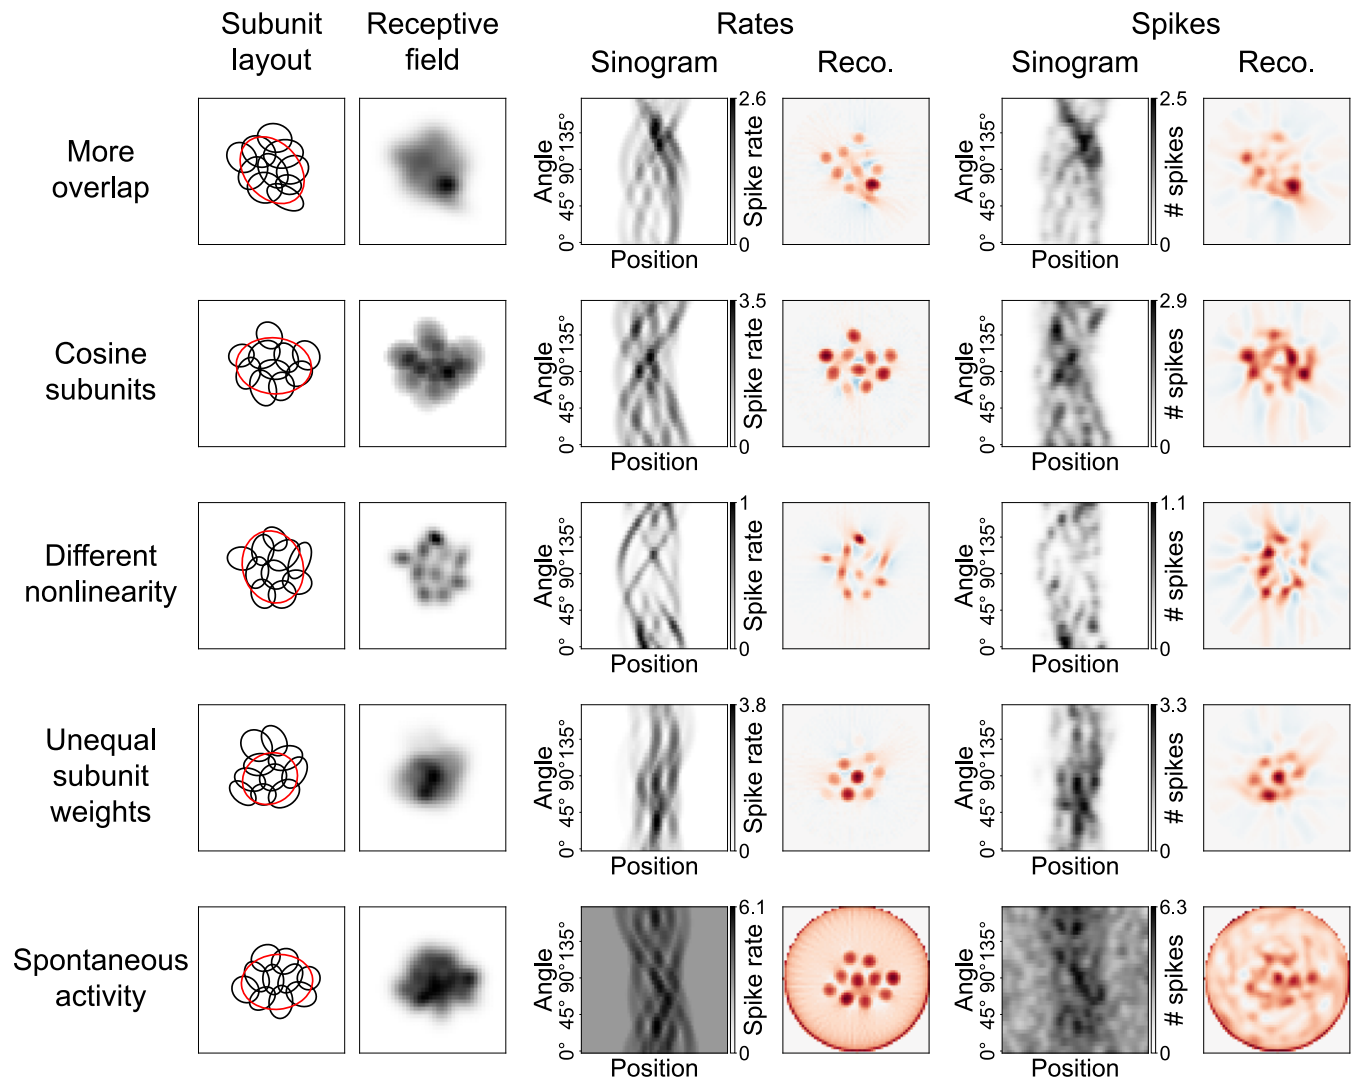 Subunit
layout
Receptive
field
Rates
Spikes
Sinogram
Reco.
Sinogram
Reco.
More
overlap
Angle
0°
45°
90°
135°
Position
2.6
0
Spike rate
Angle
0°
45°
90°
135°
Position
2.5
0
# spikes
Cosine
subunits
Angle
0°
45°
90°
135°
Position
3.5
0
Spike rate
Angle
0°
45°
90°
135°
Position
2.9
0
# spikes
Different
nonlinearity
Angle
0°
45°
90°
135°
Position
1
0
Spike rate
Angle
0°
45°
90°
135°
Position
1.1
0
# spikes
Unequal
subunit
weights
Angle
0°
45°
90°
135°
Position
3.8
0
Spike rate
Angle
0°
45°
90°
135°
Position
3.3
0
# spikes
Spontaneous
activity
Angle
0°
45°
90°
135°
Position
6.1
0
Spike rate
Angle
0°
45°
90°
135°
Position
6.3
0
# spikes